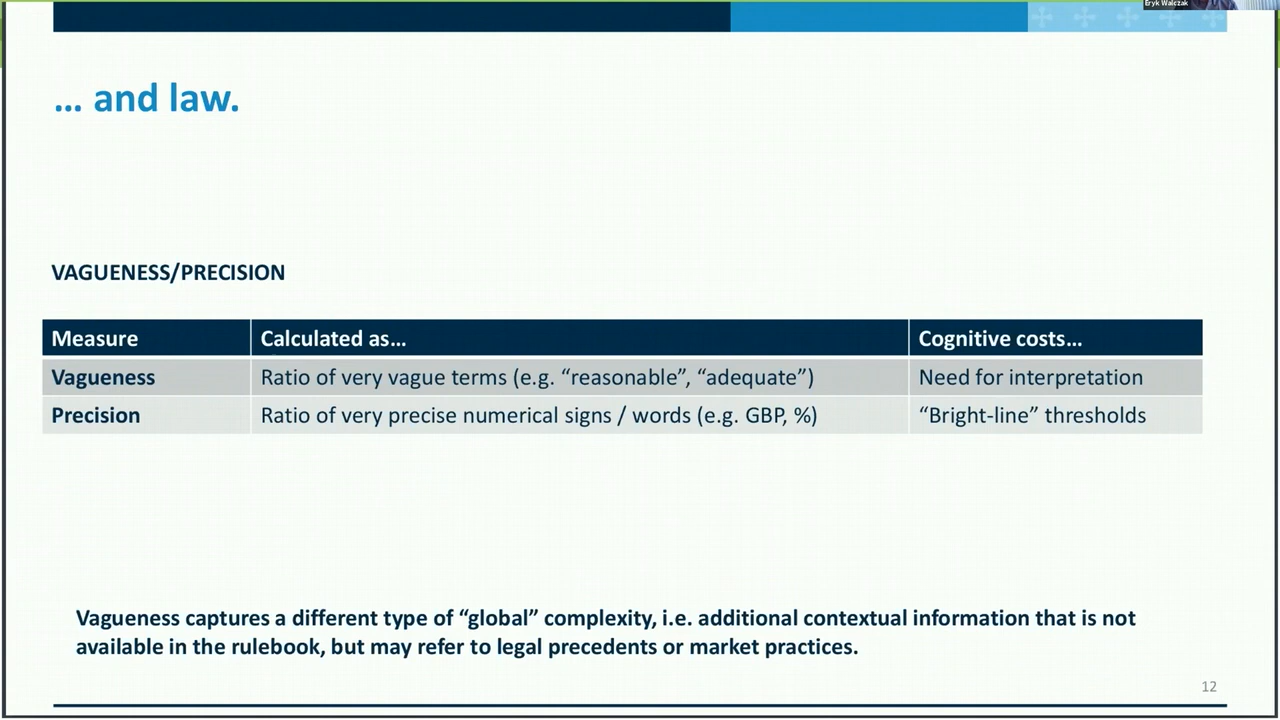 Eryk Walczak
... and law.
VAGUENESS/PRECISION
Measure Calculated as... Cognitive costs...
Vagueness Ratio of very vague terms (e.g. “reasonable”, “adequate”) Need for interpretation
Precision Ratio of very precise numerical signs / words (e.g. GBP, %) “Bright-line” thresholds
Vagueness captures a different type of “global” complexity, i.e. additional contextual information that is not
available in the rulebook, but may refer to legal precedents or market practices.
12